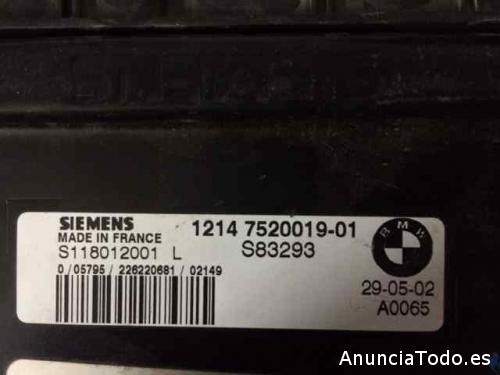 SIEMENS 1214 7520019-01
MADE IN FRANCE
S118012001 L S83293
0 / 05795 / 226220681 / 02149
BMW
29-05-02
A0065
AnunciaTodo.es